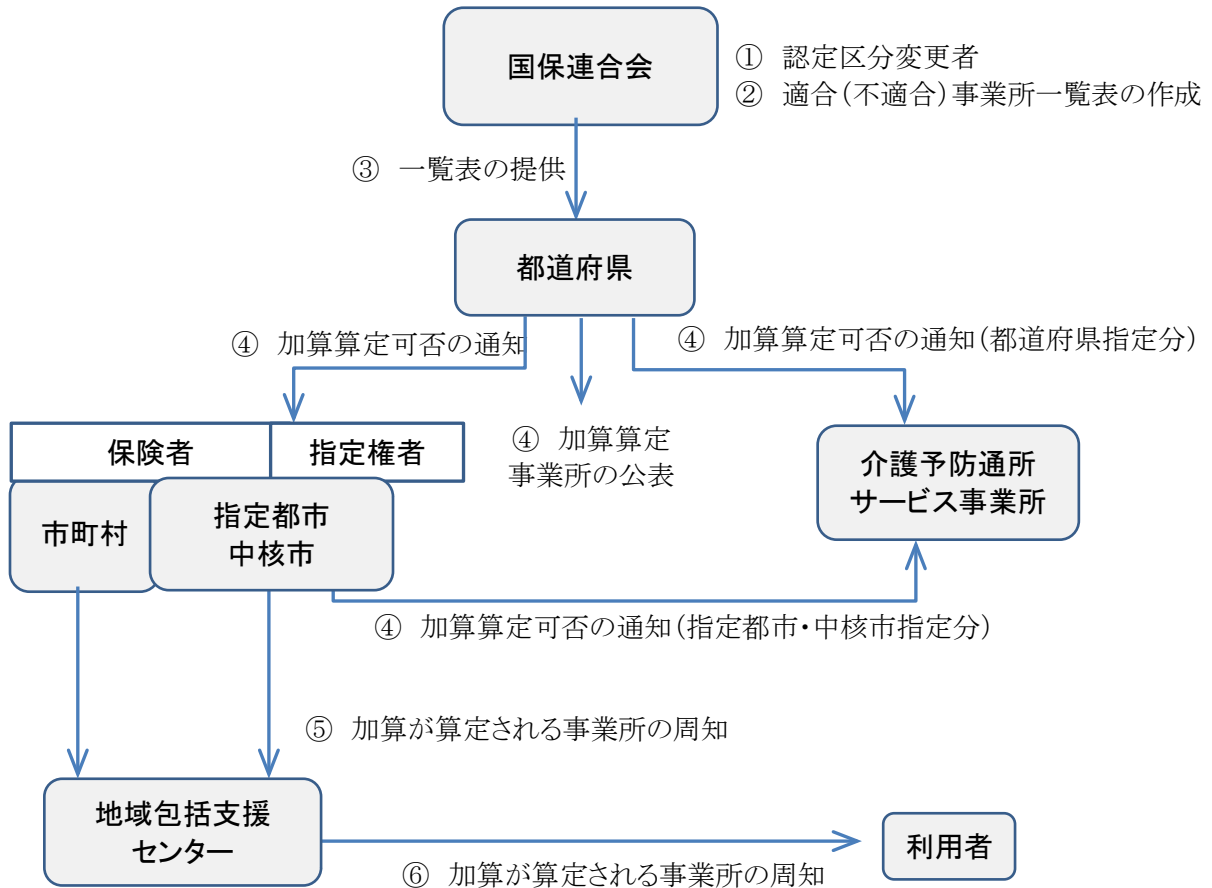 国保連合会
① 認定区分変更者
② 適合(不適合)事業所一覧表の作成
③ 一覧表の提供
都道府県
④ 加算算定可否の通知
④ 加算算定可否の通知(都道府県指定分)
④ 加算算定
事業所の公表
保険者
指定権者
市町村
指定都市
中核市
介護予防通所
サービス事業所
④ 加算算定可否の通知(指定都市・中核市指定分)
⑤ 加算が算定される事業所の周知
地域包括支援
センター
利用者
⑥ 加算が算定される事業所の周知